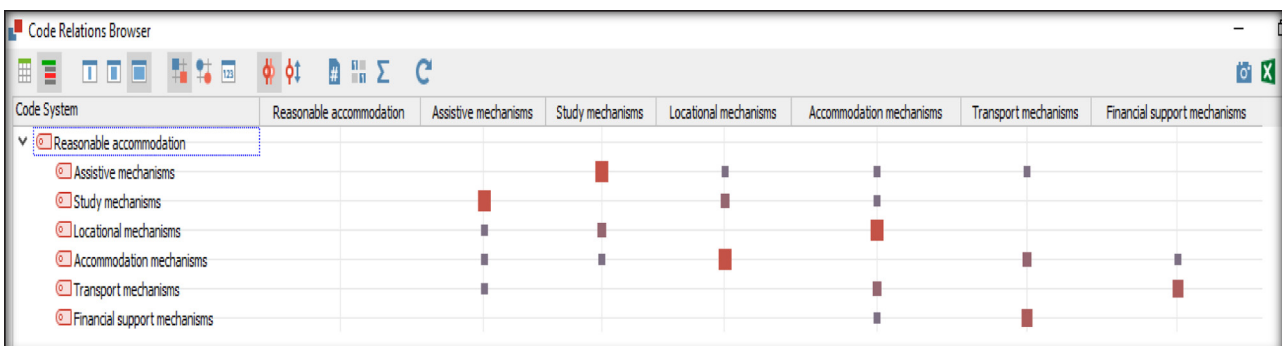 Code Relations Browser
123
#
Σ
Code System Reasonable accommodation Assistive mechanisms Study mechanisms Locational mechanisms Accommodation mechanisms Transport mechanisms Financial support mechanisms
Reasonable accommodation
Assistive mechanisms
Study mechanisms
Locational mechanisms
Accommodation mechanisms
Transport mechanisms
Financial support mechanisms